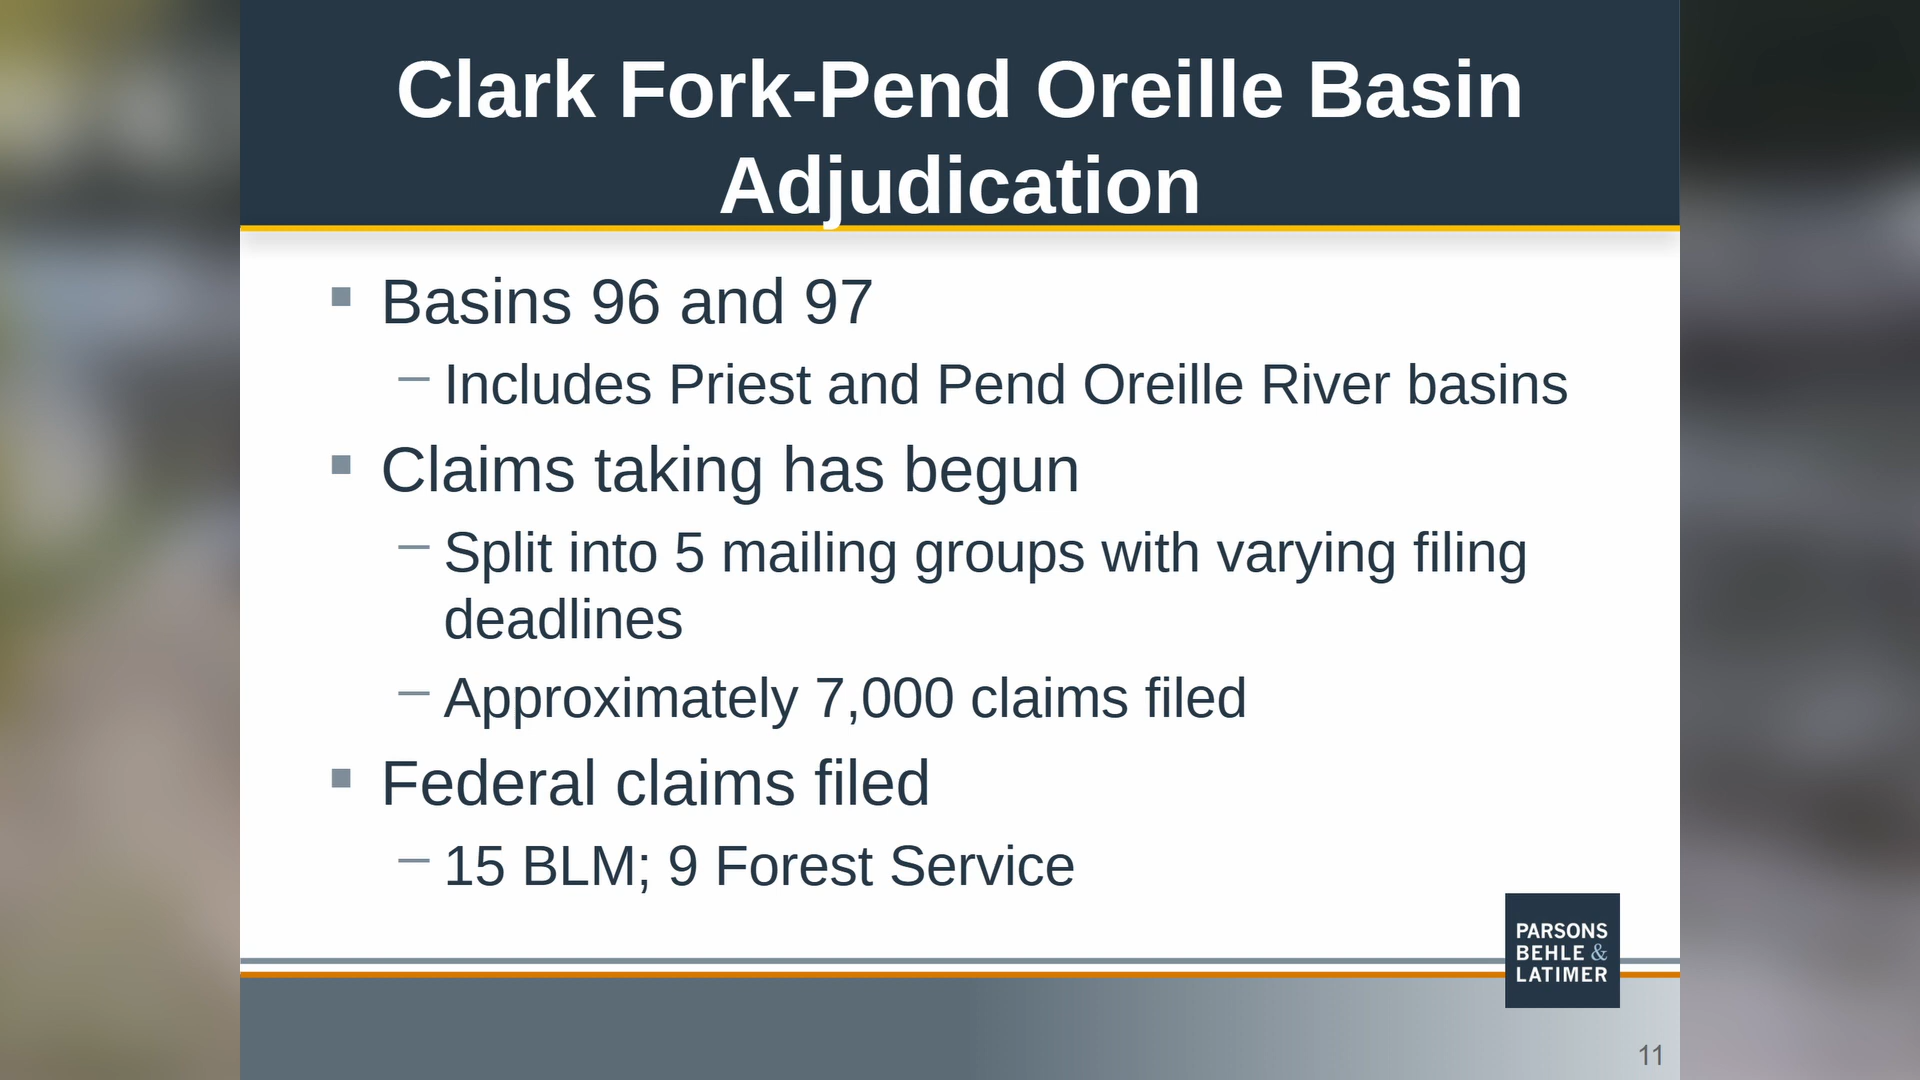 Clark Fork-Pend Oreille Basin
Adjudication
Basins 96 and 97
– Includes Priest and Pend Oreille River basins
Claims taking has begun
– Split into 5 mailing groups with varying filing
deadlines
– Approximately 7,000 claims filed
Federal claims filed
– 15 BLM; 9 Forest Service
PARSONS
BEHLE &
LATIMER
11